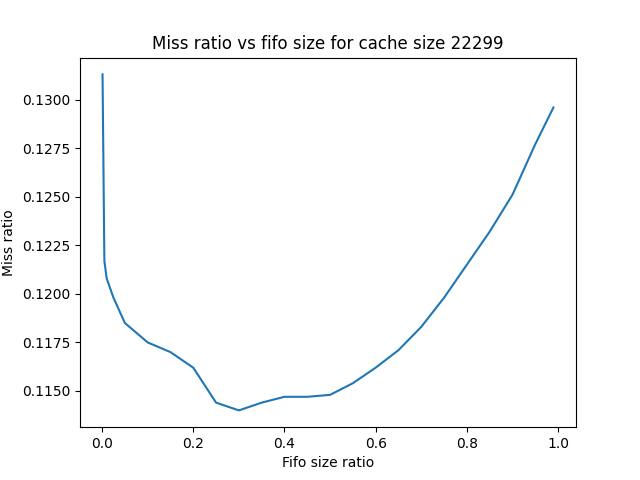 Miss ratio vs fifo size for cache size 22299
0.1300
0.1275
0.1250
0.1225
0.1200
0.1175
0.1150
Miss ratio
0.0 0.2 0.4 0.6 0.8 1.0
Fifo size ratio